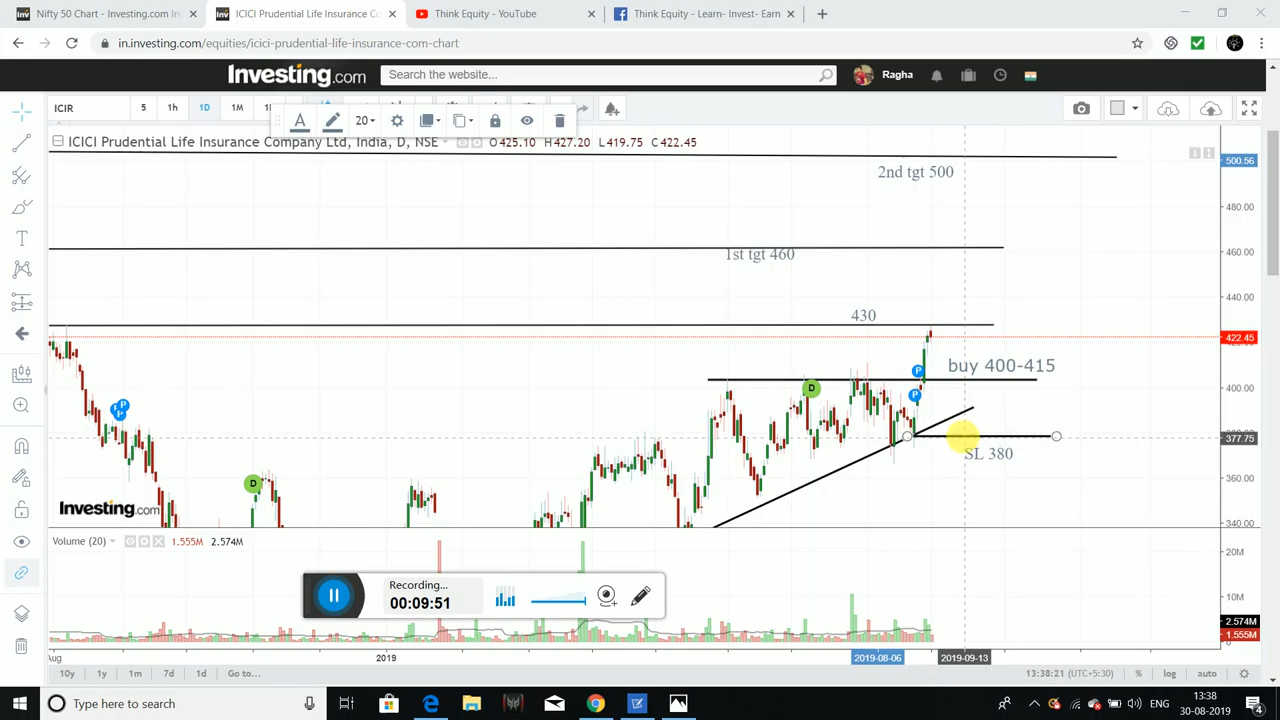 Nifty 50 Chart - Investing.com In
ICICI Prudential Life Insurance Co
Think Equity - YouTube
Think Equity - Learn- Invest- Earn
in.investing.com/equities/icici-prudential-life-insurance-com-chart
Investing.com
Search the website...
Ragha
ICIR
5
1h
1D
1M
20
ICICI Prudential Life Insurance Company Ltd, India, D, NSE
O425.10 H427.20 L419.75 C422.45
2nd tgt 500
500.56
480.00
1st tgt 460
460.00
440.00
430
422.45
buy 400-415
400.00
P
P
P
P
D
377.75
SL 380
360.00
D
340.00
Investing.com
Volume (20)
1.555M 2.574M
20M
Recording...
00:09:51
10M
2.574M
1.555M
Aug
2019
2019-08-06
2019-09-13
10y
1y
1m
7d
1d
Go to...
13:38:21 (UTC+5:30)
%
log
auto
Type here to search
ENG
13:38
30-08-2019
4